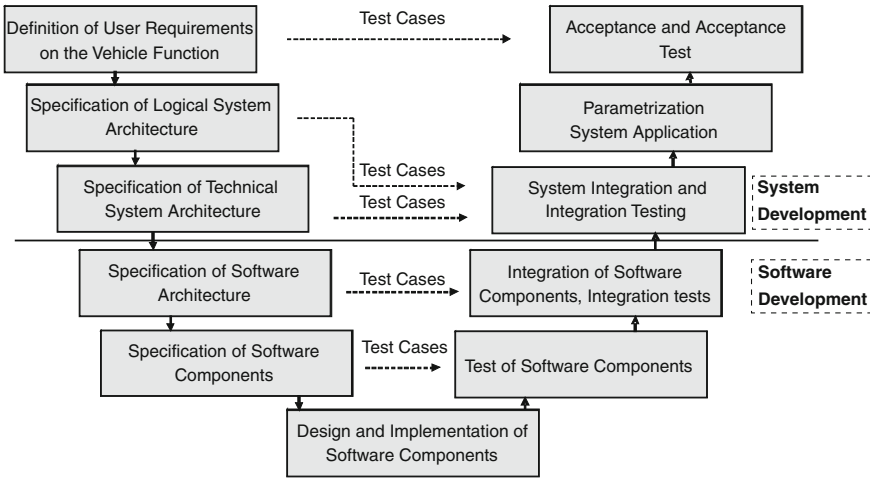 Definition of User Requirements
on the Vehicle Function
Test Cases
Acceptance and Acceptance
Test
Specification of Logical System
Architecture
Parametrization
System Application
Test Cases
Specification of Technical
System Architecture
Test Cases
System Integration and
Integration Testing
System
Development
Specification of Software
Architecture
Test Cases
Integration of Software
Components, Integration tests
Software
Development
Specification of Software
Components
Test Cases
Test of Software Components
Design and Implementation of
Software Components